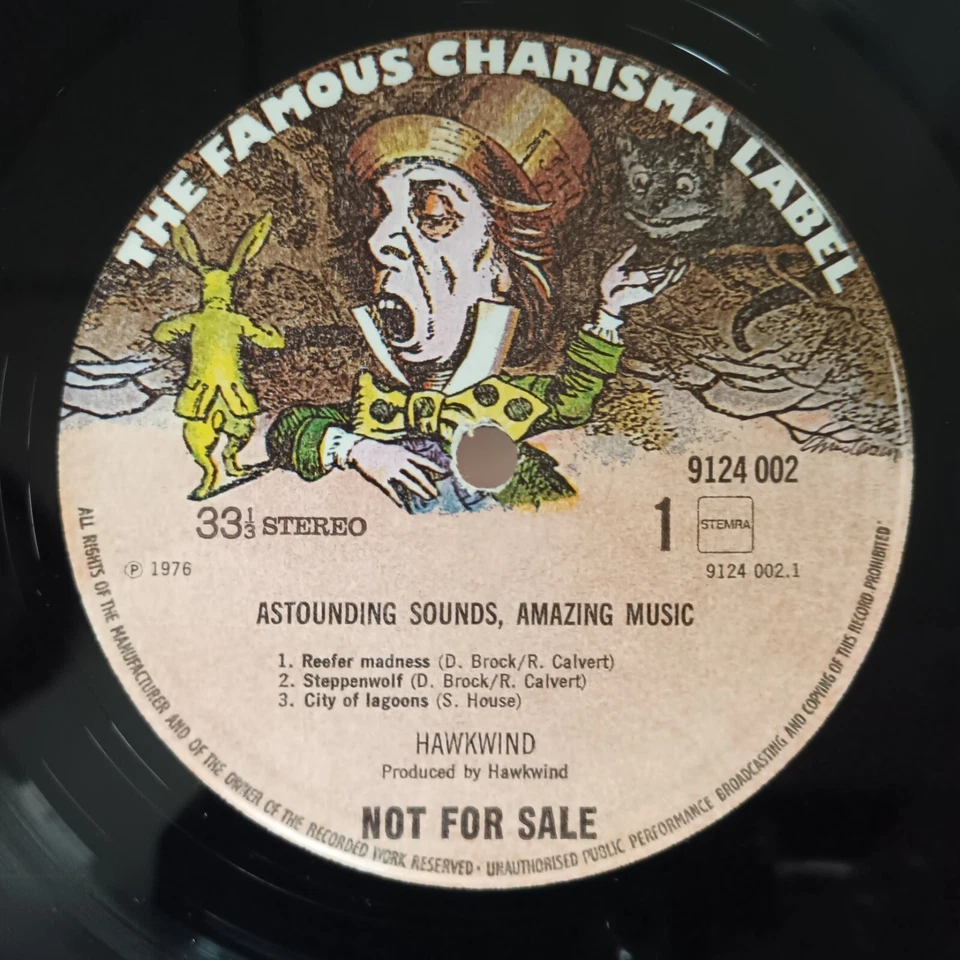 THE FAMOUS CHARISMA LABEL
9124 002
33⅓ STEREO
1
STEMRA
℗ 1976
9124 002.1
ASTOUNDING SOUNDS, AMAZING MUSIC
1. Reefer madness (D. Brock/R. Calvert)
2. Steppenwolf (D. Brock/R. Calvert)
3. City of lagoons (S. House)
HAWKWIND
Produced by Hawkwind
NOT FOR SALE
ALL RIGHTS OF THE MANUFACTURER AND OF THE OWNER OF THE RECORDED WORK RESERVED · UNAUTHORISED PUBLIC PERFORMANCE BROADCASTING AND COPYING OF THIS RECORD PROHIBITED